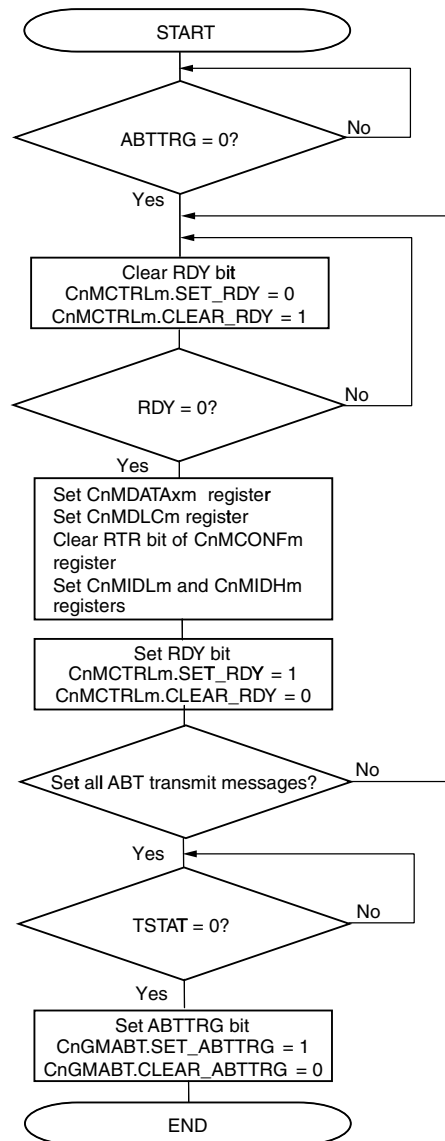 START
ABTTRG = 0?
No
Yes
Clear RDY bit
CnMCTRLm.SET_RDY = 0
CnMCTRLm.CLEAR_RDY = 1
No
RDY = 0?
Yes
Set CnMDATAxm register
Set CnMDLCm register
Clear RTR bit of CnMCONFm
register
Set CnMIDLm and CnMIDHm
registers
Set RDY bit
CnMCTRLm.SET_RDY = 1
CnMCTRLm.CLEAR_RDY = 0
No
Set all ABT transmit messages?
Yes
No
TSTAT = 0?
Yes
Set ABTTRG bit
CnGMABT.SET_ABTTRG = 1
CnGMABT.CLEAR_ABTTRG = 0
END